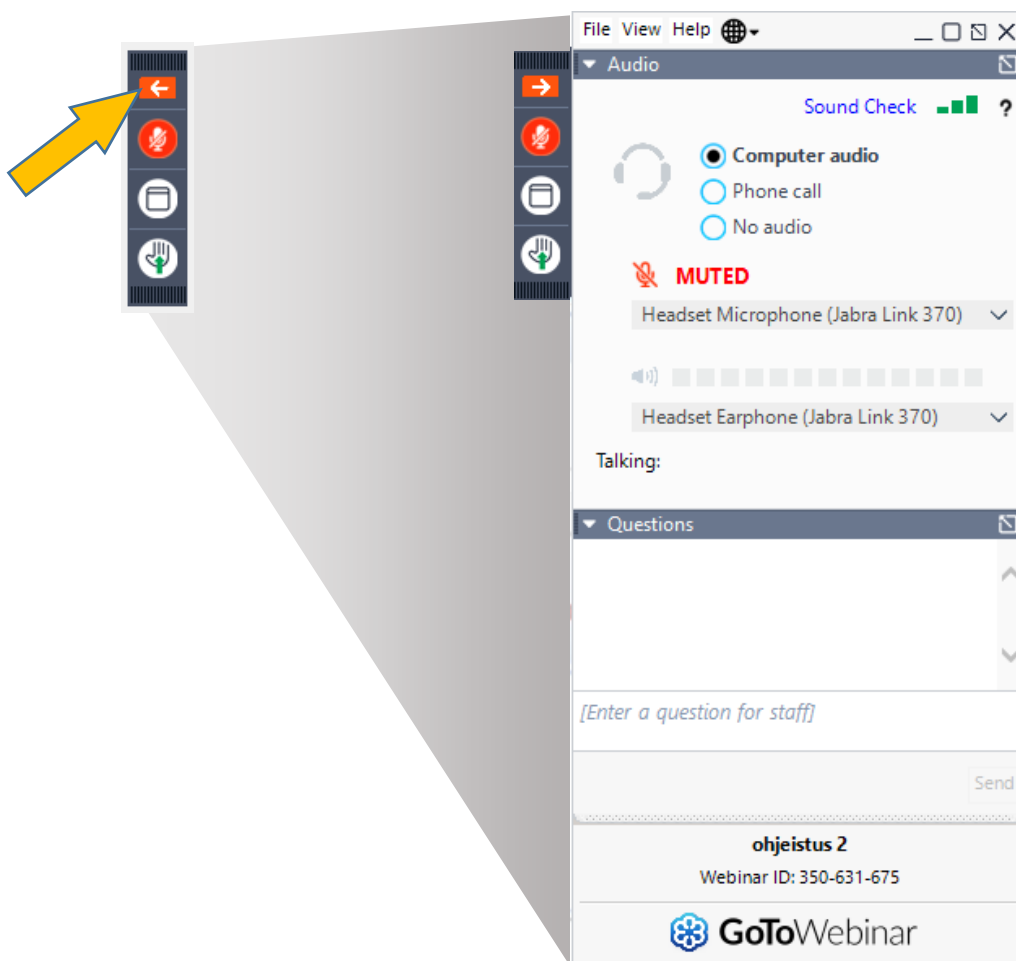 File View Help
Audio
Sound Check ?
Computer audio
Phone call
No audio
MUTED
Headset Microphone (Jabra Link 370)
Headset Earphone (Jabra Link 370)
Talking:
Questions
[Enter a question for staff]
Send
ohjeistus 2
Webinar ID: 350-631-675
GoToWebinar